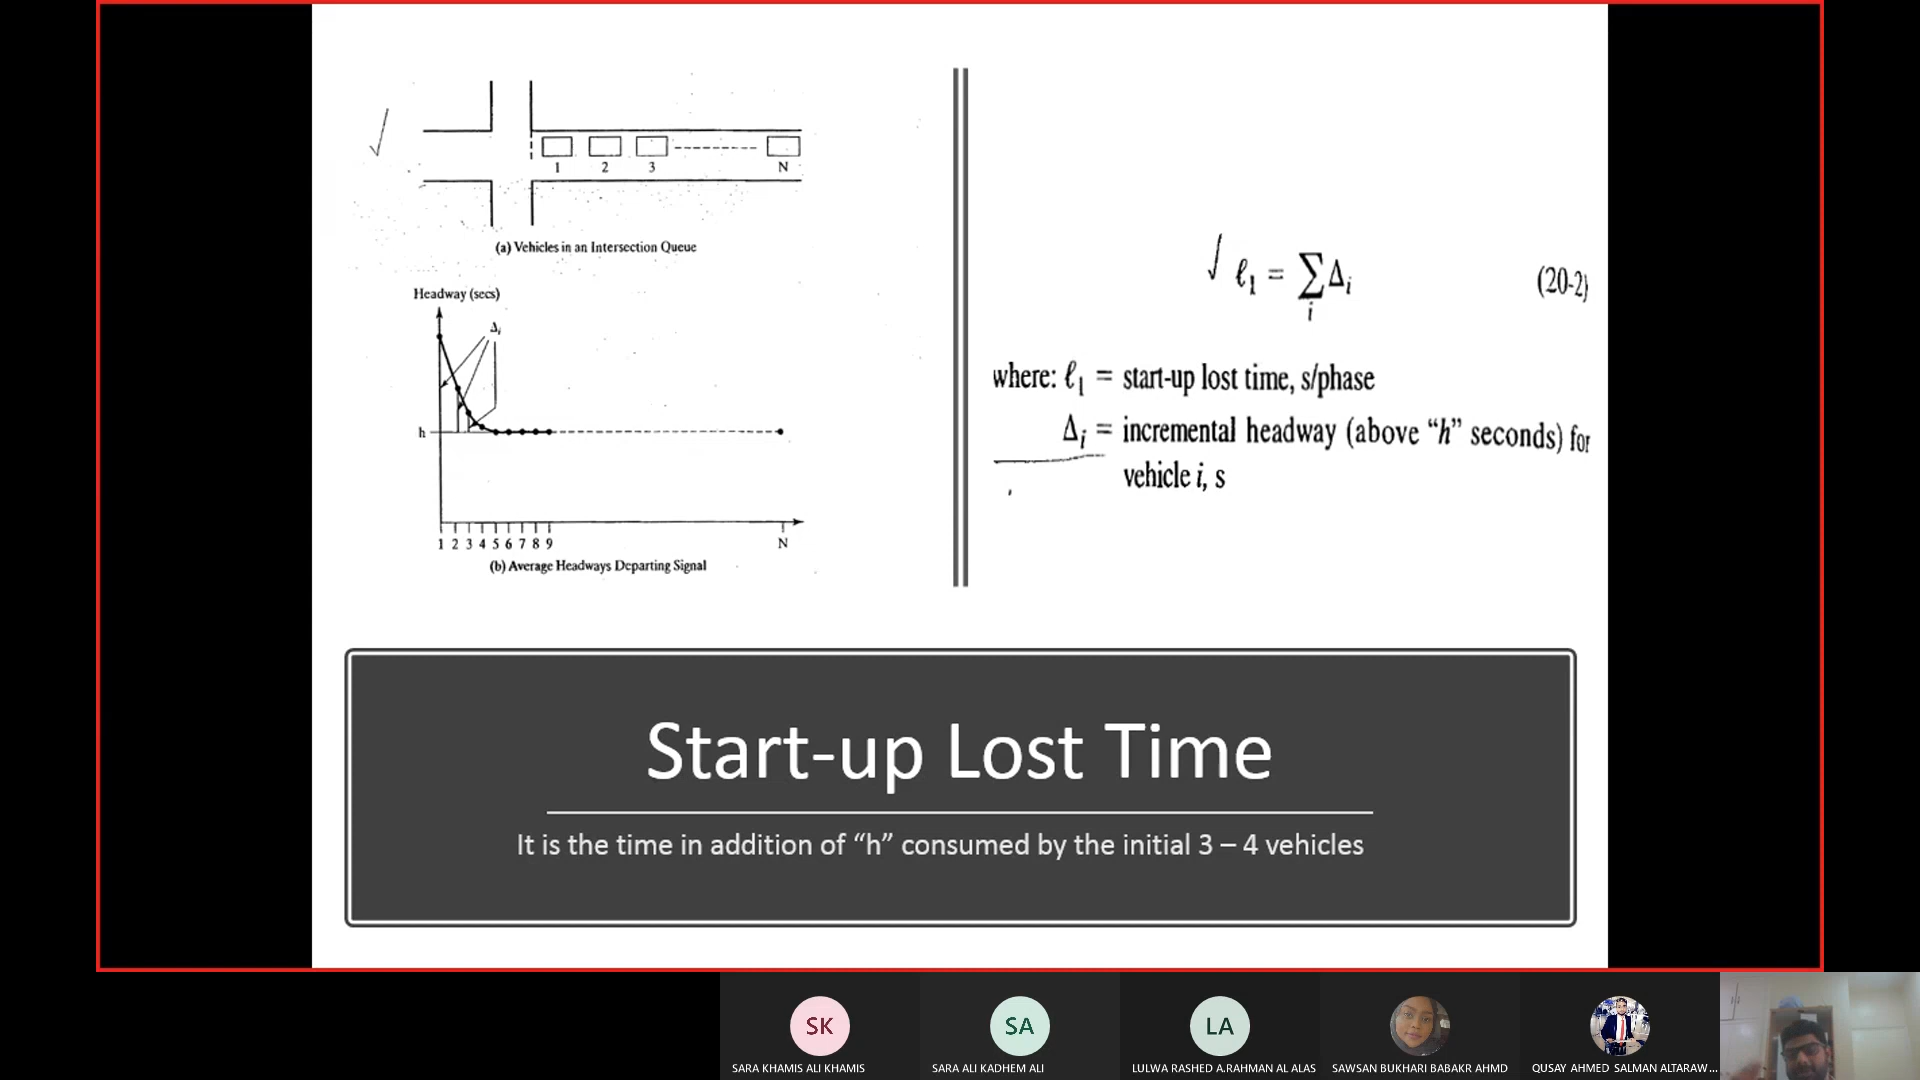 1 2 3 N
(a) Vehicles in an Intersection Queue
Headway (secs)
Δi
h
1 2 3 4 5 6 7 8 9 N
(b) Average Headways Departing Signal
ℓ1 = ∑i Δi (20-2)
where: ℓ1 = start-up lost time, s/phase
Δi = incremental headway (above “h” seconds) for
vehicle i, s
Start-up Lost Time
It is the time in addition of “h” consumed by the initial 3 – 4 vehicles
SK SA LA
SARA KHAMIS ALI KHAMIS SARA ALI KADHEM ALI LULWA RASHED A.RAHMAN AL ALAS SAWSAN BUKHARI BABAKR AHMD QUSAY AHMED SALMAN ALTARAW...